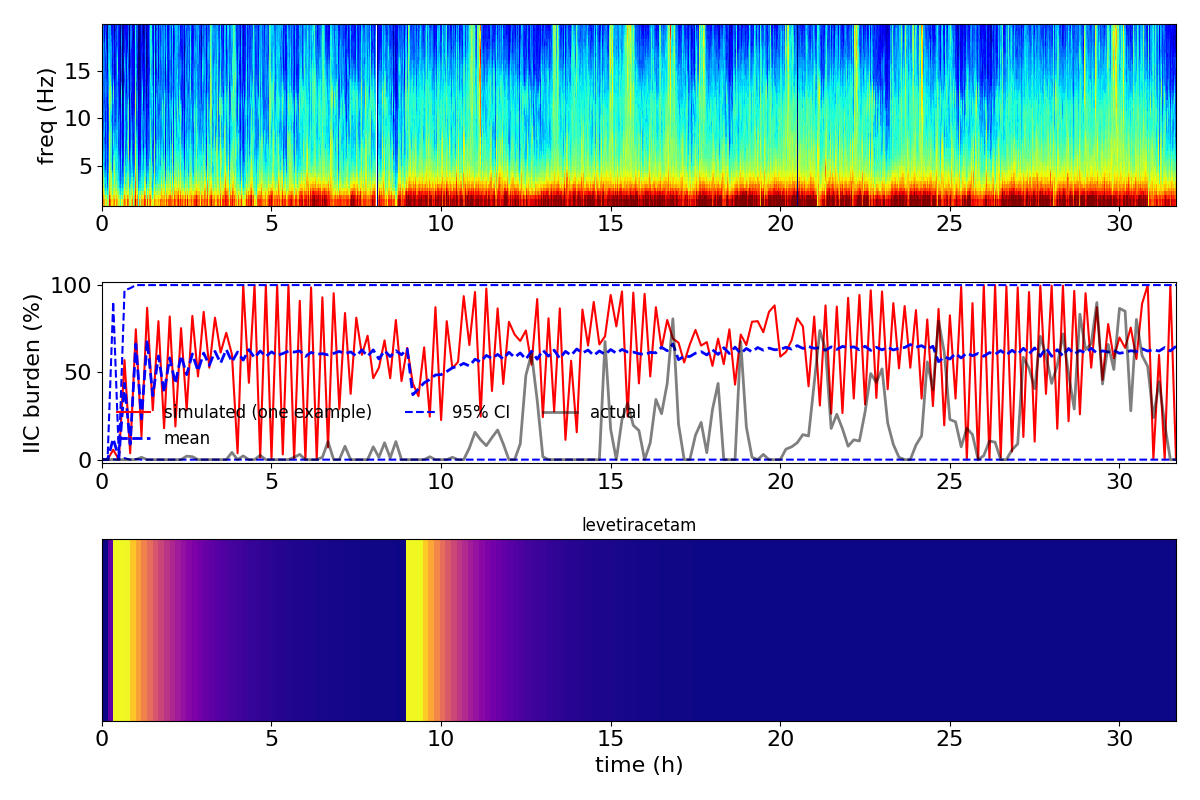 freq (Hz)
15
10
5
0 5 10 15 20 25 30
IIC burden (%)
100
50
0
simulated (one example) 95% CI actual
mean
0 5 10 15 20 25 30
levetiracetam
0 5 10 15 20 25 30
time (h)